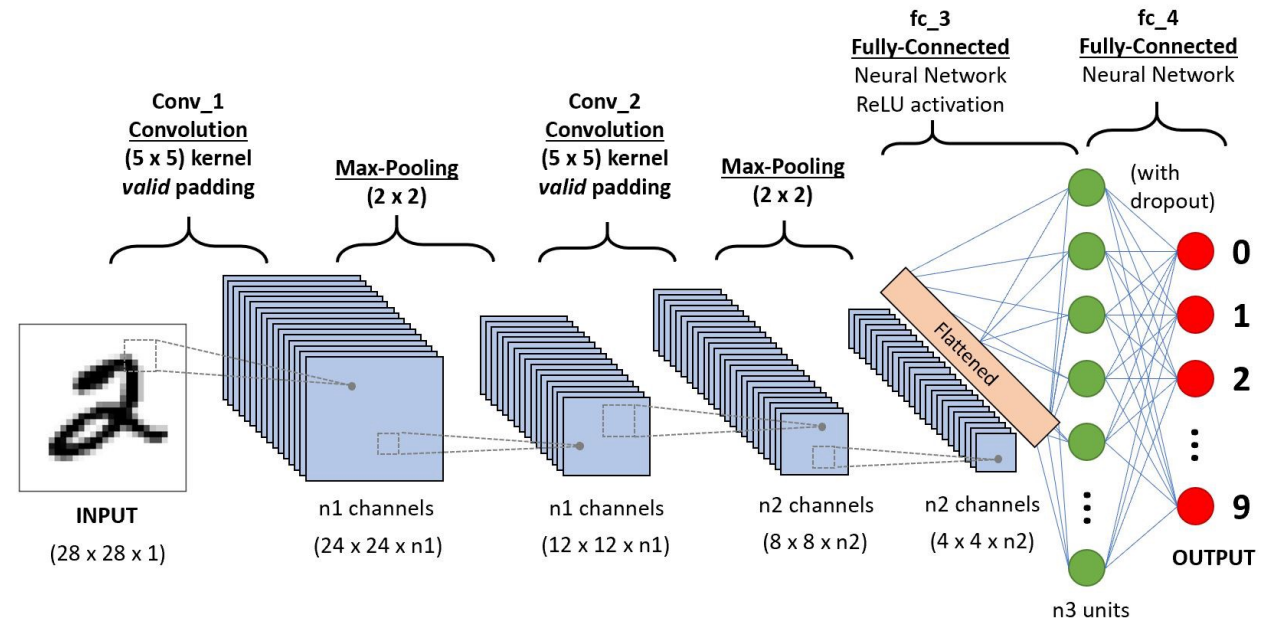 Conv_1
Convolution
(5 x 5) kernel
valid padding
Max-Pooling
(2 x 2)
Conv_2
Convolution
(5 x 5) kernel
valid padding
Max-Pooling
(2 x 2)
fc_3
Fully-Connected
Neural Network
ReLU activation
fc_4
Fully-Connected
Neural Network
(with
dropout)
Flattened
0
1
2
9
OUTPUT
2
INPUT
(28 x 28 x 1)
n1 channels
(24 x 24 x n1)
n1 channels
(12 x 12 x n1)
n2 channels
(8 x 8 x n2)
n2 channels
(4 x 4 x n2)
n3 units